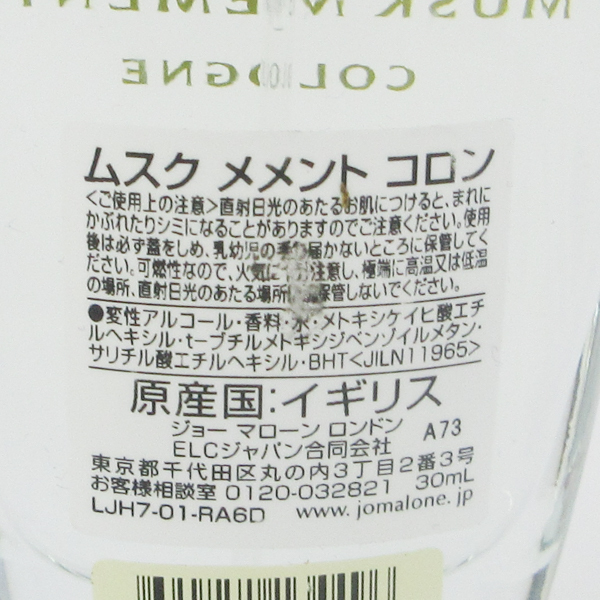 COLOGNE
ムスク メメント コロン
<ご使用上の注意>直射日光のあたるお肌につけると、まれに
かぶれたりシミになることがありますのでご注意ください。使用
後は必ず蓋をしめ、乳幼児の手の届かないところに保管してく
ださい。可燃性なので、火気に 注意し、極端に高温又は低温
の場所、直射日光のあたる場所には保管しないでください。
●変性アルコール・香料・水・メトキシケイヒ酸エチ
ルヘキシル・t-ブチルメトキシジベンゾイルメタン・
サリチル酸エチルヘキシル・BHT<JILN11965>
原産国:イギリス
ジョー マローン ロンドン A73
ELCジャパン合同会社
東京都千代田区丸の内3丁目2番3号
お客様相談室 0120-032821 30mL
LJH7-01-RA6D www.jomalone.jp